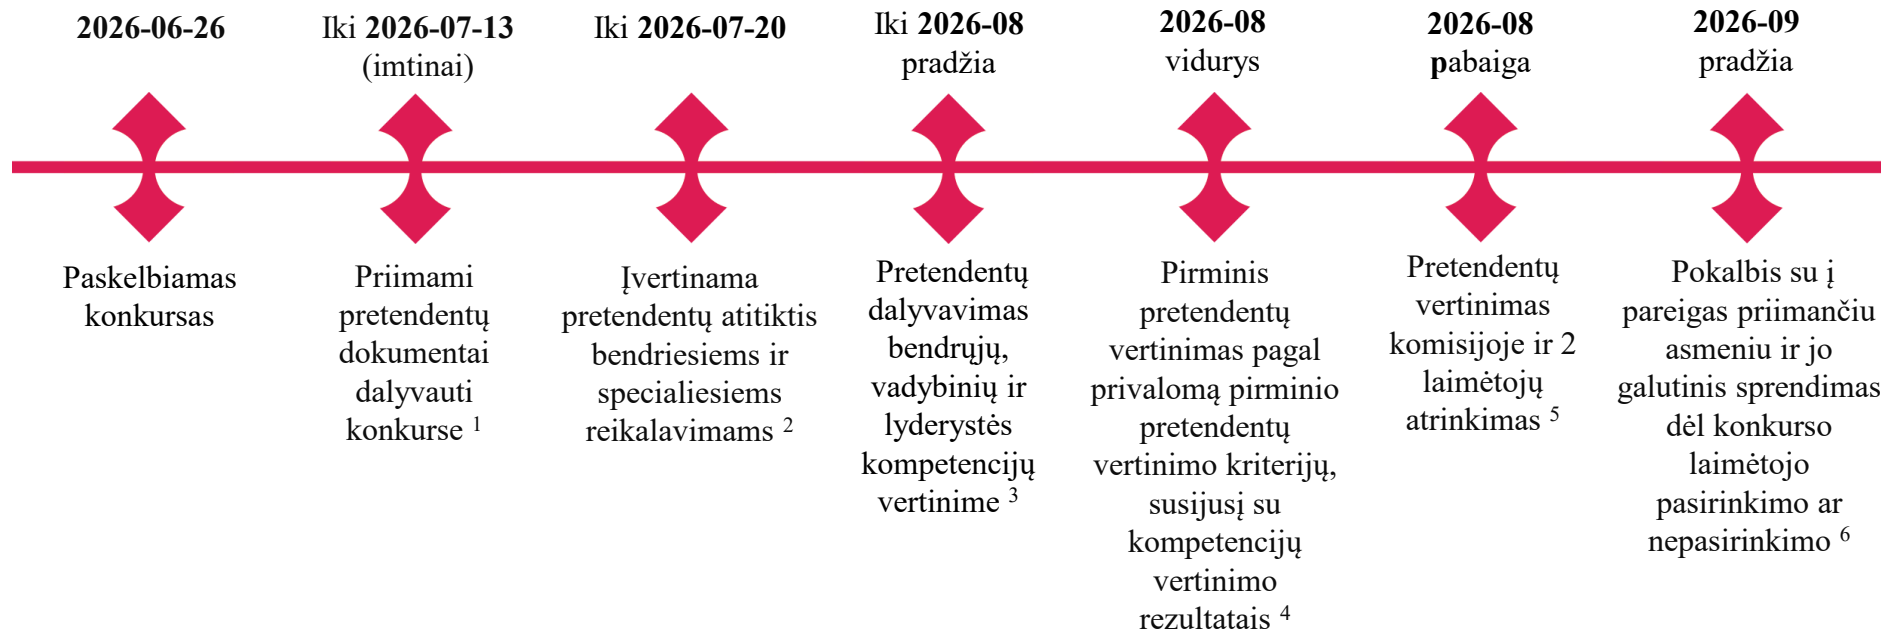 2026-06-26
Paskelbiamas
konkursas
Iki 2026-07-13
(imtinai)
Priimami
pretendentų
dokumentai
dalyvauti
konkurse ¹
Iki 2026-07-20
Įvertinama
pretendentų atitiktis
bendriesiems ir
specialiesiems
reikalavimams ²
Iki 2026-08
pradžia
Pretendentų
dalyvavimas
bendrųjų,
vadybinių ir
lyderystės
kompetencijų
vertinime ³
2026-08
vidurys
Pirminis
pretendentų
vertinimas pagal
privalomą pirminio
pretendentų
vertinimo kriterijų,
susijusį su
kompetencijų
vertinimo
rezultatais ⁴
2026-08
pabaiga
Pretendentų
vertinimas
komisijoje ir 2
laimėtojų
atrinkimas ⁵
2026-09
pradžia
Pokalbis su į
pareigas priimančiu
asmeniu ir jo
galutinis sprendimas
dėl konkurso
laimėtojo
pasirinkimo ar
nepasirinkimo ⁶